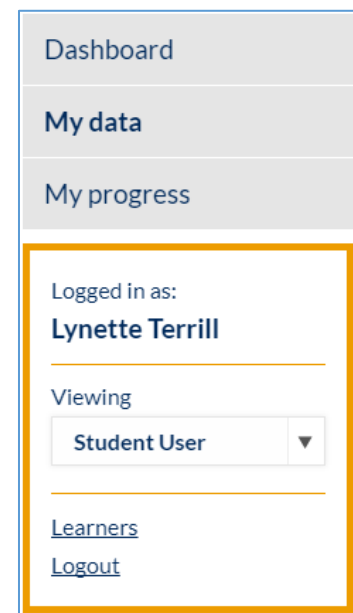 Dashboard
My data
My progress
Logged in as:
Lynette Terrill
Viewing
Student User
Learners
Logout